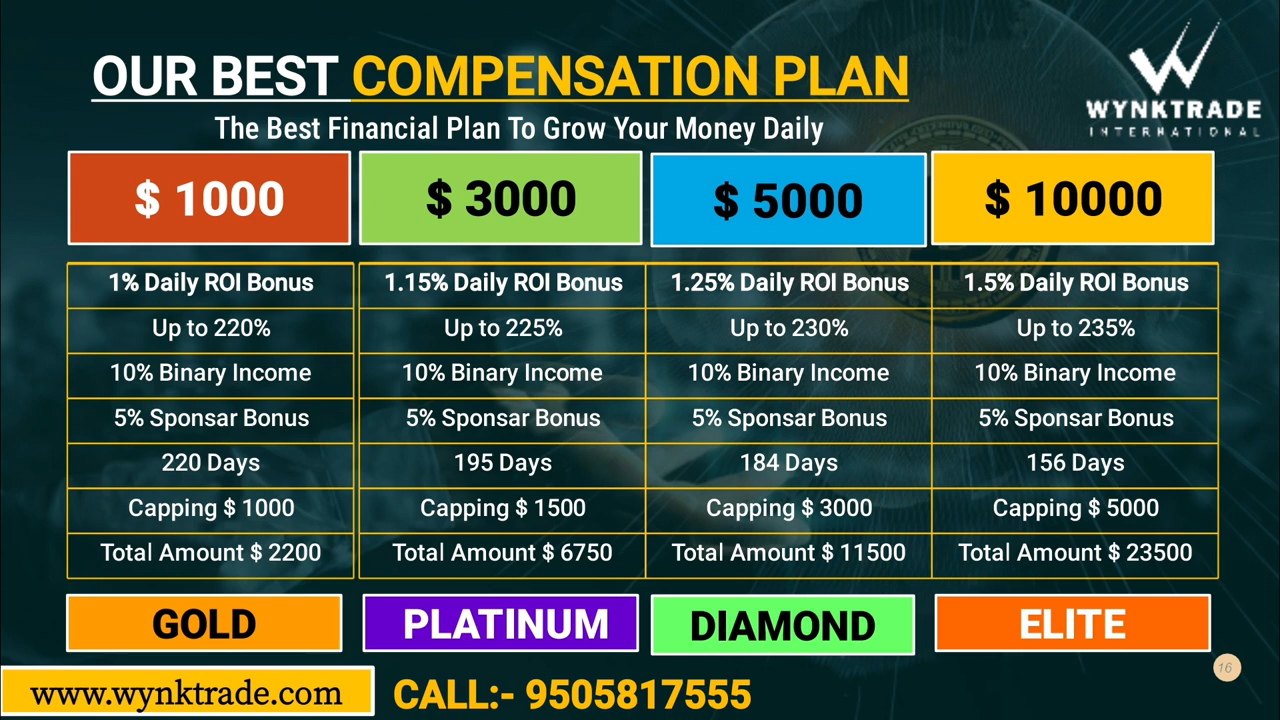 OUR BEST COMPENSATION PLAN
WYNKTRADE
INTERNATIONAL
The Best Financial Plan To Grow Your Money Daily
$ 1000 $ 3000 $ 5000 $ 10000
1% Daily ROI Bonus 1.15% Daily ROI Bonus 1.25% Daily ROI Bonus 1.5% Daily ROI Bonus
Up to 220% Up to 225% Up to 230% Up to 235%
10% Binary Income 10% Binary Income 10% Binary Income 10% Binary Income
5% Sponsar Bonus 5% Sponsar Bonus 5% Sponsar Bonus 5% Sponsar Bonus
220 Days 195 Days 184 Days 156 Days
Capping $ 1000 Capping $ 1500 Capping $ 3000 Capping $ 5000
Total Amount $ 2200 Total Amount $ 6750 Total Amount $ 11500 Total Amount $ 23500
GOLD PLATINUM DIAMOND ELITE
16
www.wynktrade.com CALL:- 9505817555